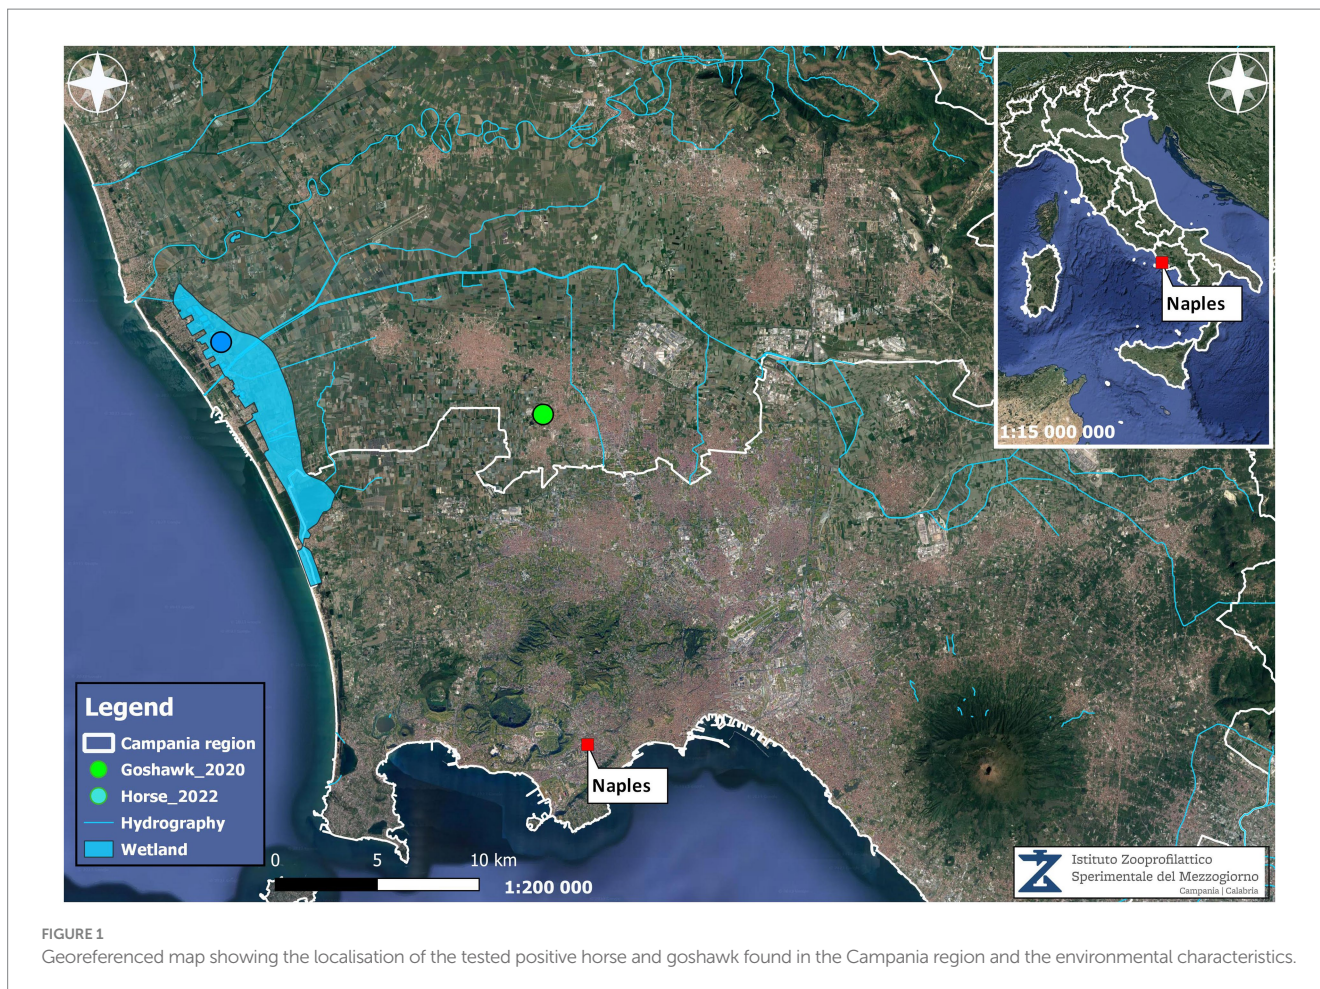 Naples
1:15 000 000
Legend
Campania region
Goshawk_2020
Horse_2022
Hydrography
Wetland
Naples
0 5 10 km
1:200 000
Istituto Zooprofilattico
Sperimentale del Mezzogiorno
Campania | Calabria
FIGURE 1
Georeferenced map showing the localisation of the tested positive horse and goshawk found in the Campania region and the environmental characteristics.